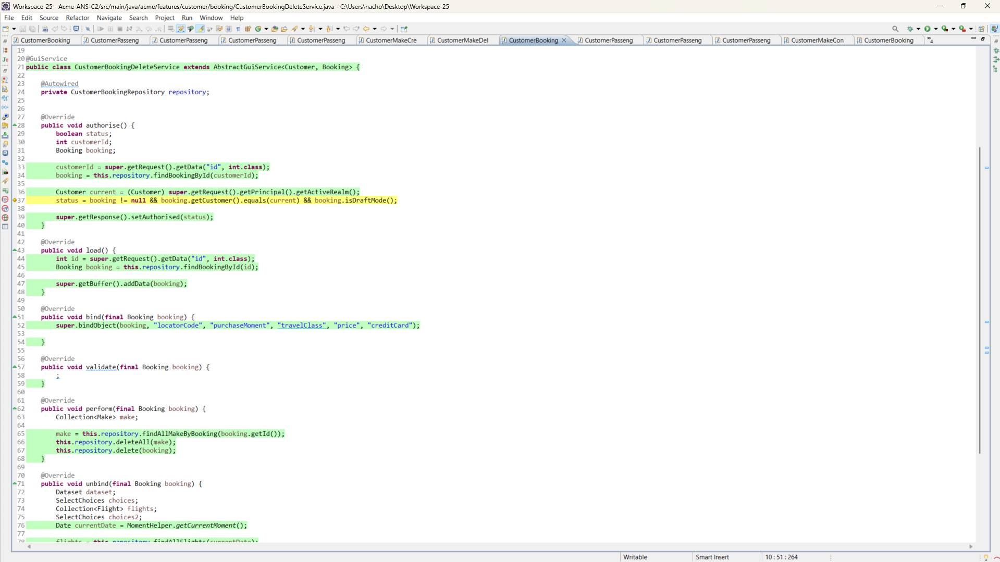 Workspace-25 - Acme-ANS-C2/src/main/java/acme/features/customer/booking/CustomerBookingDeleteService.java - C:\Users\nacho\Desktop\Workspace-25
File Edit Source Refactor Navigate Search Project Run Window Help
CustomerBooking CustomerPasseng CustomerPasseng CustomerPasseng CustomerPasseng CustomerMakeCre CustomerMakeDel CustomerBooking CustomerPasseng CustomerPasseng CustomerPasseng CustomerMakeCon CustomerBooking »4
19
20 @GuiService
21 public class CustomerBookingDeleteService extends AbstractGuiService<Customer, Booking> {
22
23 @Autowired
24 private CustomerBookingRepository repository;
25
26
27 @Override
28 public void authorise() {
29 boolean status;
30 int customerId;
31 Booking booking;
32
33 customerId = super.getRequest().getData("id", int.class);
34 booking = this.repository.findBookingById(customerId);
35
36 Customer current = (Customer) super.getRequest().getPrincipal().getActiveRealm();
37 status = booking != null && booking.getCustomer().equals(current) && booking.isDraftMode();
38
39 super.getResponse().setAuthorised(status);
40 }
41
42 @Override
43 public void load() {
44 int id = super.getRequest().getData("id", int.class);
45 Booking booking = this.repository.findBookingById(id);
46
47 super.getBuffer().addData(booking);
48 }
49
50 @Override
51 public void bind(final Booking booking) {
52 super.bindObject(booking, "locatorCode", "purchaseMoment", "travelClass", "price", "creditCard");
53
54 }
55
56 @Override
57 public void validate(final Booking booking) {
58 ;
59 }
60
61 @Override
62 public void perform(final Booking booking) {
63 Collection<Make> make;
64
65 make = this.repository.findAllMakeByBooking(booking.getId());
66 this.repository.deleteAll(make);
67 this.repository.delete(booking);
68 }
69
70 @Override
71 public void unbind(final Booking booking) {
72 Dataset dataset;
73 SelectChoices choices;
74 Collection<Flight> flights;
75 SelectChoices choices2;
76 Date currentDate = MomentHelper.getCurrentMoment();
77
78 flights = this.repository.findAllFlights(currentDate);
Writable Smart Insert 10 : 51 : 264